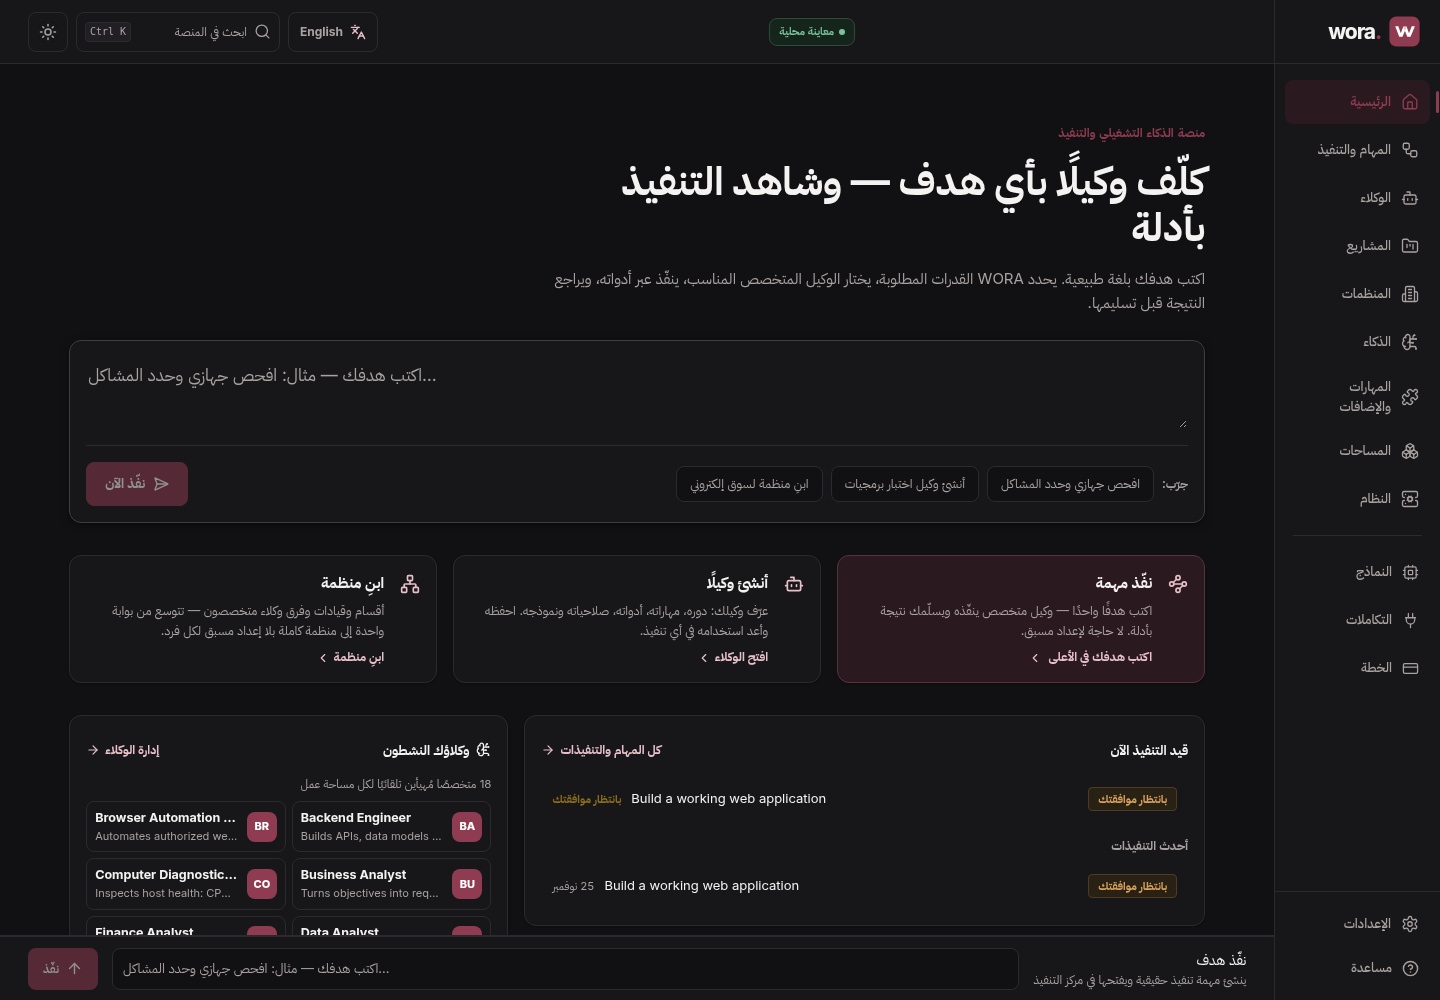 wora.
W
معاينة محلية
English
ابحث في المنصة
Ctrl K
الرئيسية
المهام والتنفيذ
الوكلاء
المشاريع
المنظمات
الذكاء
المهارات
والإضافات
المساحات
النظام
النماذج
التكاملات
الخطة
الإعدادات
مساعدة
منصة الذكاء التشغيلي والتنفيذ
كلّف وكيلًا بأي هدف — وشاهد التنفيذ
بأدلة
اكتب هدفك بلغة طبيعية. يحدد WORA القدرات المطلوبة، يختار الوكيل المتخصص المناسب، ينفّذ عبر أدواته، ويراجع
النتيجة قبل تسليمها.
اكتب هدفك — مثال: افحص جهازي وحدد المشاكل...
جرّب:
افحص جهازي وحدد المشاكل
أنشئ وكيل اختبار برمجيات
ابنِ منظمة لسوق إلكتروني
نفّذ الآن
نفّذ مهمة
اكتب هدفًا واحدًا — وكيل متخصص ينفّذه ويسلّمك نتيجة
بأدلة. لا حاجة لإعداد مسبق.
اكتب هدفك في الأعلى
أنشئ وكيلًا
عرّف وكيلك: دوره، مهاراته، أدواته، صلاحياته ونموذجه. احفظه
وأعد استخدامه في أي تنفيذ.
افتح الوكلاء
ابنِ منظمة
أقسام وقيادات وفرق وكلاء متخصصون — تتوسع من بوابة
واحدة إلى منظمة كاملة بلا إعداد مسبق لكل فرد.
ابنِ منظمة
قيد التنفيذ الآن
كل المهام والتنفيذات
بانتظار موافقتك
Build a working web application
بانتظار موافقتك
أحدث التنفيذات
بانتظار موافقتك
Build a working web application
25 نوفمبر
وكلاؤك النشطون
إدارة الوكلاء
18 متخصصًا مُهيأين تلقائيًا لكل مساحة عمل
BA
Backend Engineer
Builds APIs, data models ...
BR
Browser Automation ...
Automates authorized we...
BU
Business Analyst
Turns objectives into req...
CO
Computer Diagnostic...
Inspects host health: CP...
Data Analyst
Finance Analyst
نفّذ هدف
ينشئ مهمة تنفيذ حقيقية ويفتحها في مركز التنفيذ
اكتب هدفك — مثال: افحص جهازي وحدد المشاكل...
نفّذ